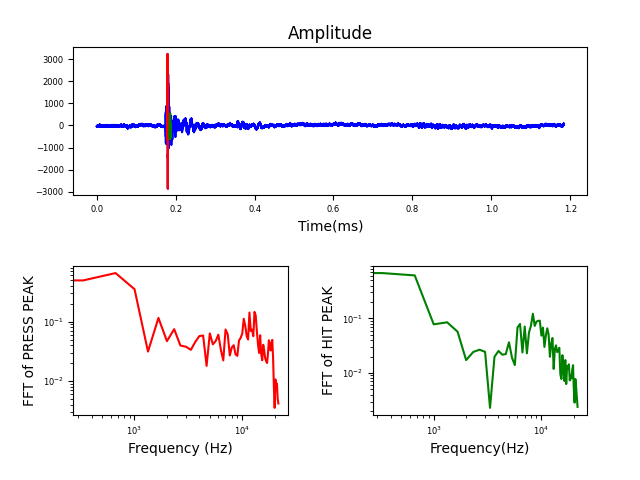 Amplitude
3000
2000
1000
0
−1000
−2000
−3000
0.0 0.2 0.4 0.6 0.8 1.0 1.2
Time(ms)
FFT of PRESS PEAK
10⁻¹
10⁻²
10³ 10⁴
Frequency (Hz)
FFT of HIT PEAK
10⁻¹
10⁻²
10³ 10⁴
Frequency(Hz)